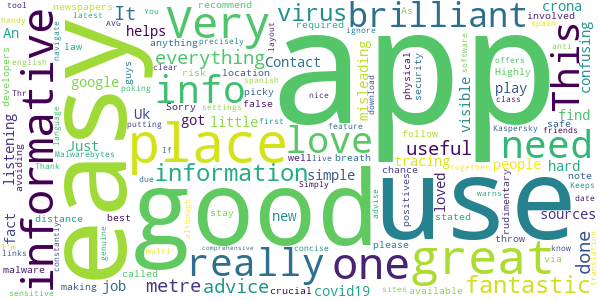 newspapers latest tool virus brilliant crona
handy recommend Very An
It AVG You required helps anything involved
developers law navigate guys precisely layout
As ignore
english clear everything Contact
google risk location Uk
info settings poking Sorry picky false
misleading physical security visible play
software offers anti Highly
This confusing spain
class find
app
easy
informative
listening Just Thr
language Malwarebytes
avoiding putting got little first
place love
feature nice download Kaspersky friends
useful follow tracing people need
hard safe note
If well live breath simple
information loved chance together
fact due multi Simply new
positives warns rudimentary Keeps
Thank I'm links best stay
although stated throw sources date
distance constantly genuine
good use
malware called comprehensive concise please via know
really one great done
making job metre advice
sensitive crucial covid19 sites available advise
fantastic translation
spanish